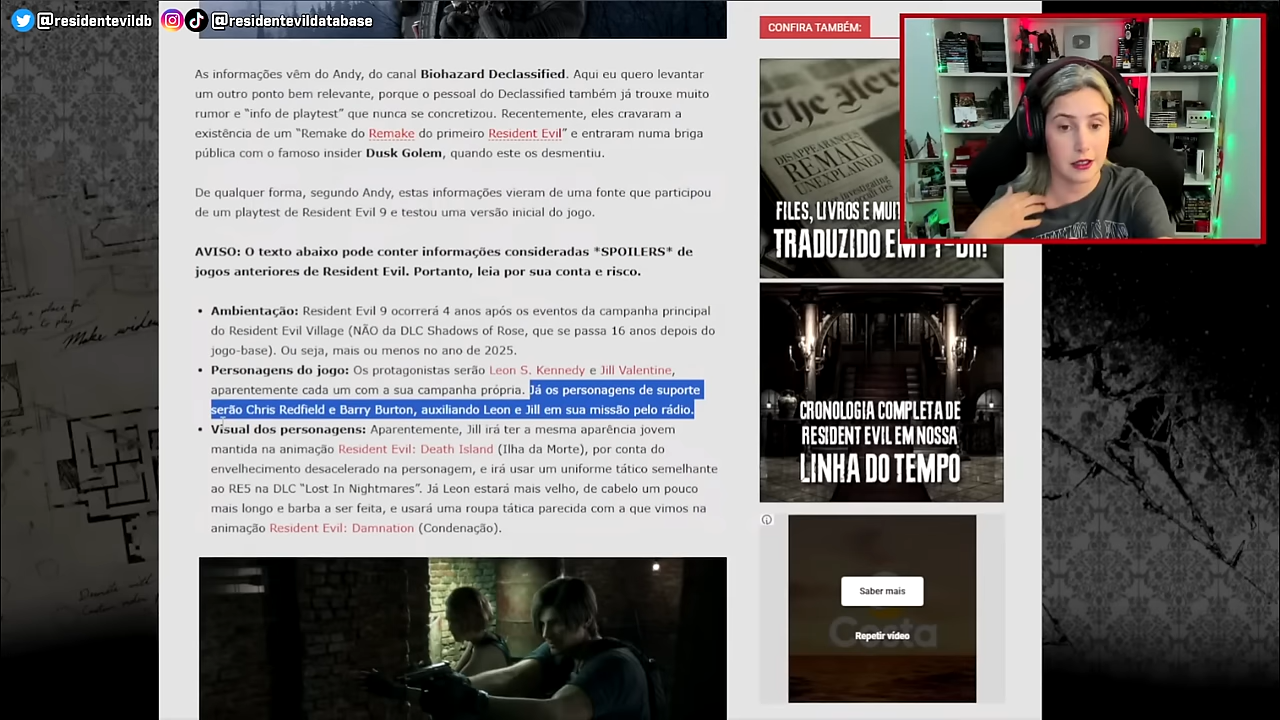 @residentevildb @residentevildatabase
As informações vêm do Andy, do canal Biohazard Declassified. Aqui eu quero levantar
um outro ponto bem relevante, porque o pessoal do Declassified também já trouxe muito
rumor e “info de playtest” que nunca se concretizou. Recentemente, eles cravaram a
existência de um “Remake do Remake do primeiro Resident Evil” e entraram numa briga
pública com o famoso insider Dusk Golem, quando este os desmentiu.
De qualquer forma, segundo Andy, estas informações vieram de uma fonte que participou
de um playtest de Resident Evil 9 e testou uma versão inicial do jogo.
AVISO: O texto abaixo pode conter informações consideradas *SPOILERS* de
jogos anteriores de Resident Evil. Portanto, leia por sua conta e risco.
• Ambientação: Resident Evil 9 ocorrerá 4 anos após os eventos da campanha principal
do Resident Evil Village (NÃO da DLC Shadows of Rose, que se passa 16 anos depois do
jogo-base). Ou seja, mais ou menos no ano de 2025.
• Personagens do jogo: Os protagonistas serão Leon S. Kennedy e Jill Valentine,
aparentemente cada um com a sua campanha própria. Já os personagens de suporte
serão Chris Redfield e Barry Burton, auxiliando Leon e Jill em sua missão pelo rádio.
• Visual dos personagens: Aparentemente, Jill irá ter a mesma aparência jovem
mantida na animação Resident Evil: Death Island (Ilha da Morte), por conta do
envelhecimento desacelerado na personagem, e irá usar um uniforme tático semelhante
ao RE5 na DLC “Lost In Nightmares”. Já Leon estará mais velho, de cabelo um pouco
mais longo e barba a ser feita, e usará uma roupa tática parecida com a que vimos na
animação Resident Evil: Damnation (Condenação).
CONFIRA TAMBÉM:
The
DISAPPEARANCES
REMAIN
UNEXPLAINED
FILES, LIVROS E
TRADUZIDO EM
CRONOLOGIA COMPLETA DE
RESIDENT EVIL EM NOSSA
LINHA DO TEMPO
Saber mais
Costa
Repetir vídeo
Make